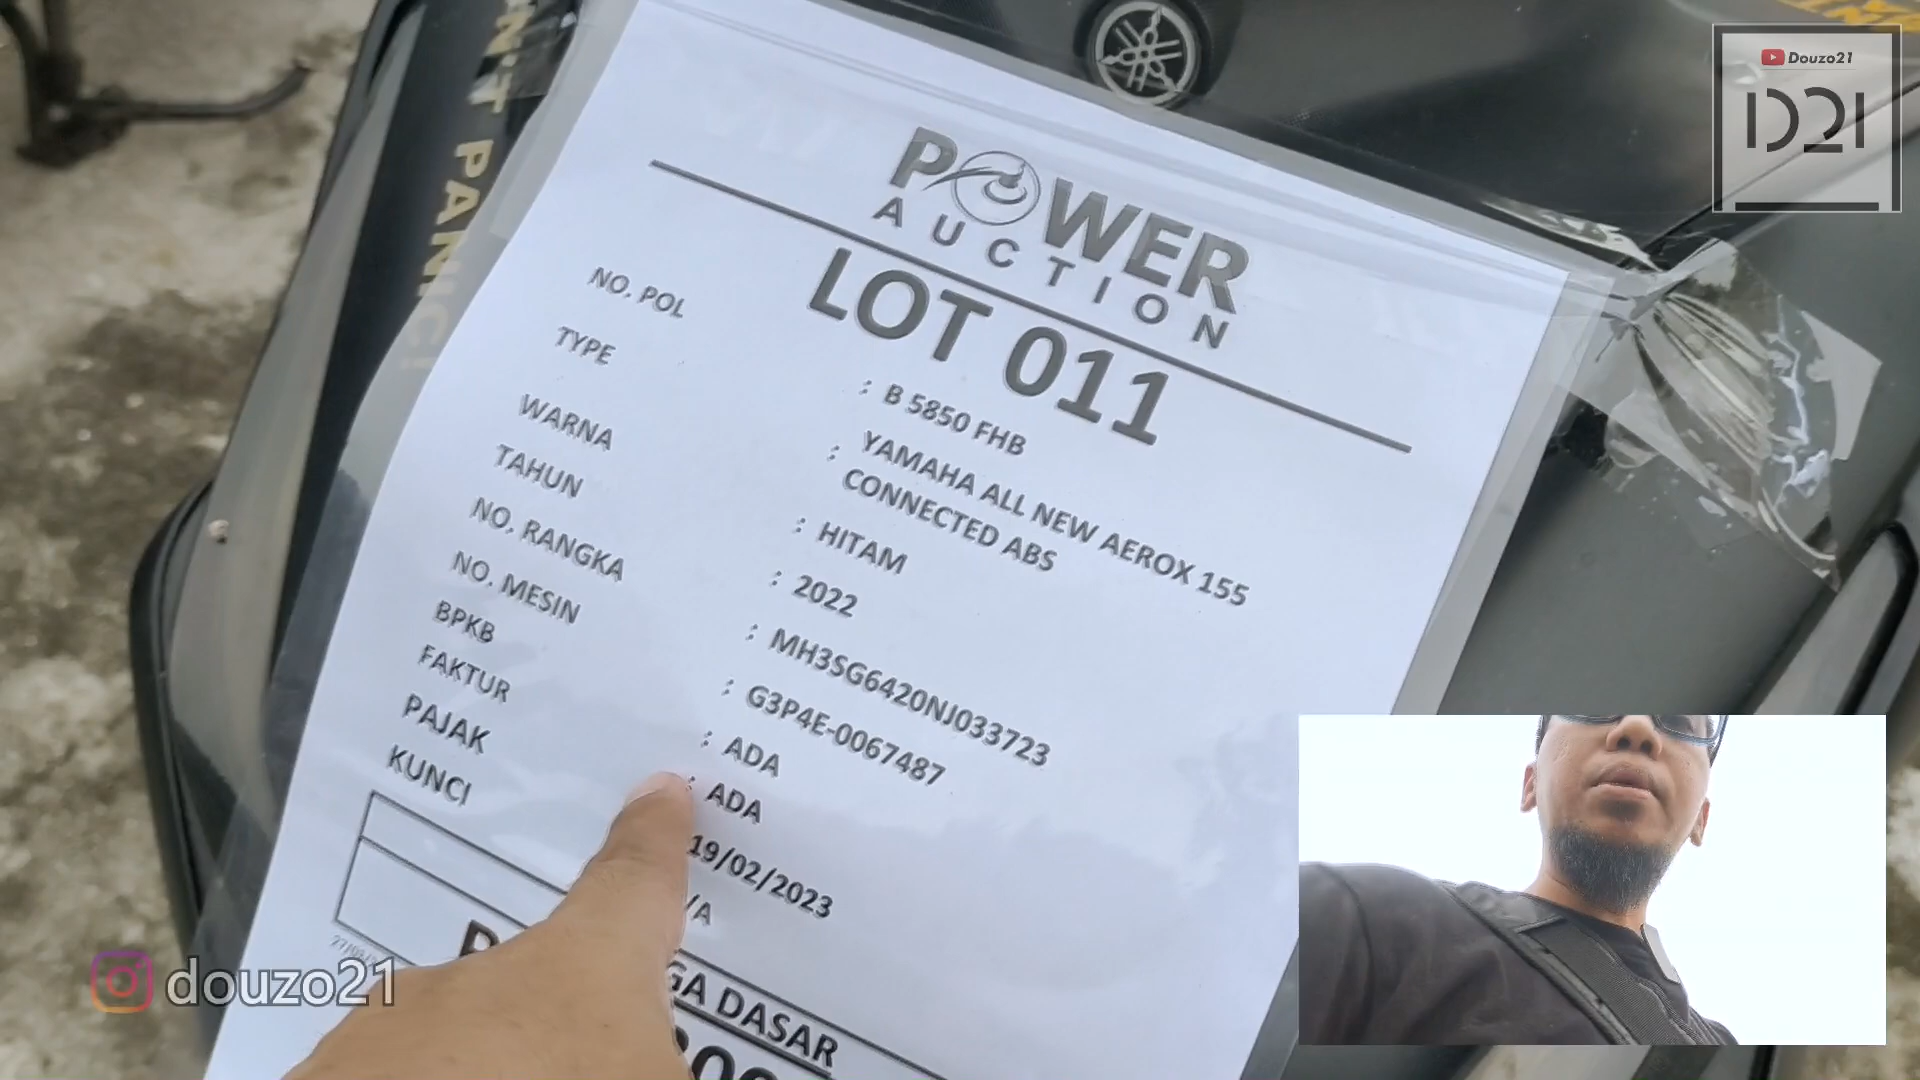 Douzo21
D21
POWER
AUCTION
LOT 011
NO. POL : B 5850 FHB
TYPE : YAMAHA ALL NEW AEROX 155
CONNECTED ABS
WARNA : HITAM
TAHUN : 2022
NO. RANGKA : MH3SG6420NJ033723
NO. MESIN : G3P4E-0067487
BPKB : ADA
FAKTUR : ADA
PAJAK 19/02/2023
KUNCI
DASAR
douzo21